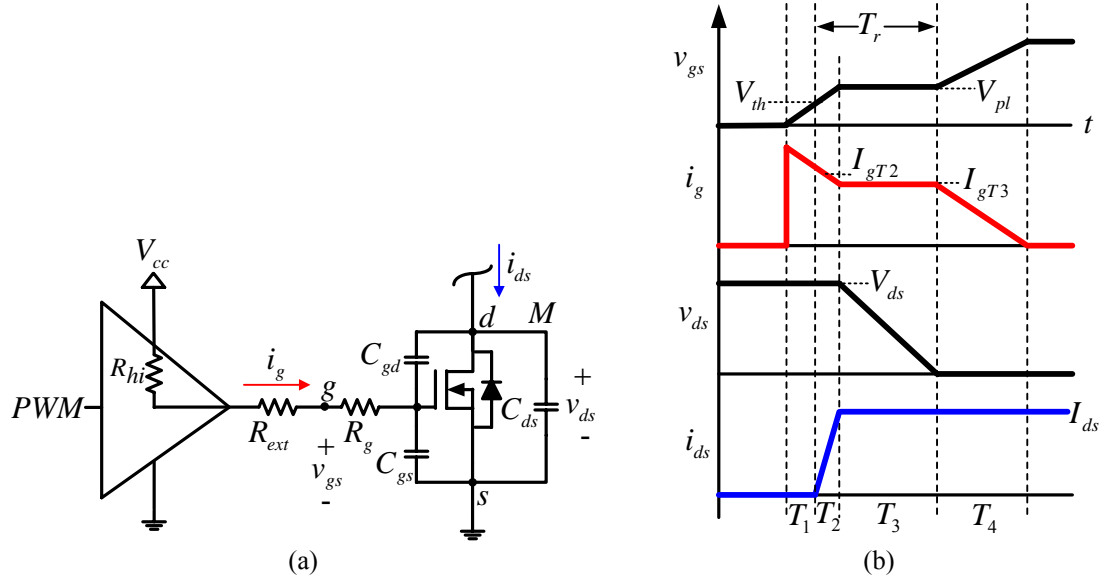 V_cc
R_hi
PWM
i_g
R_ext
g
+
v_gs
-
R_g
C_gd
C_gs
i_ds
d
M
s
C_ds
+
v_ds
-
(a)
T_r
v_gs
V_th
V_pl
t
i_g
I_gT2
I_gT3
v_ds
V_ds
i_ds
I_ds
T_1 T_2 T_3 T_4
(b)